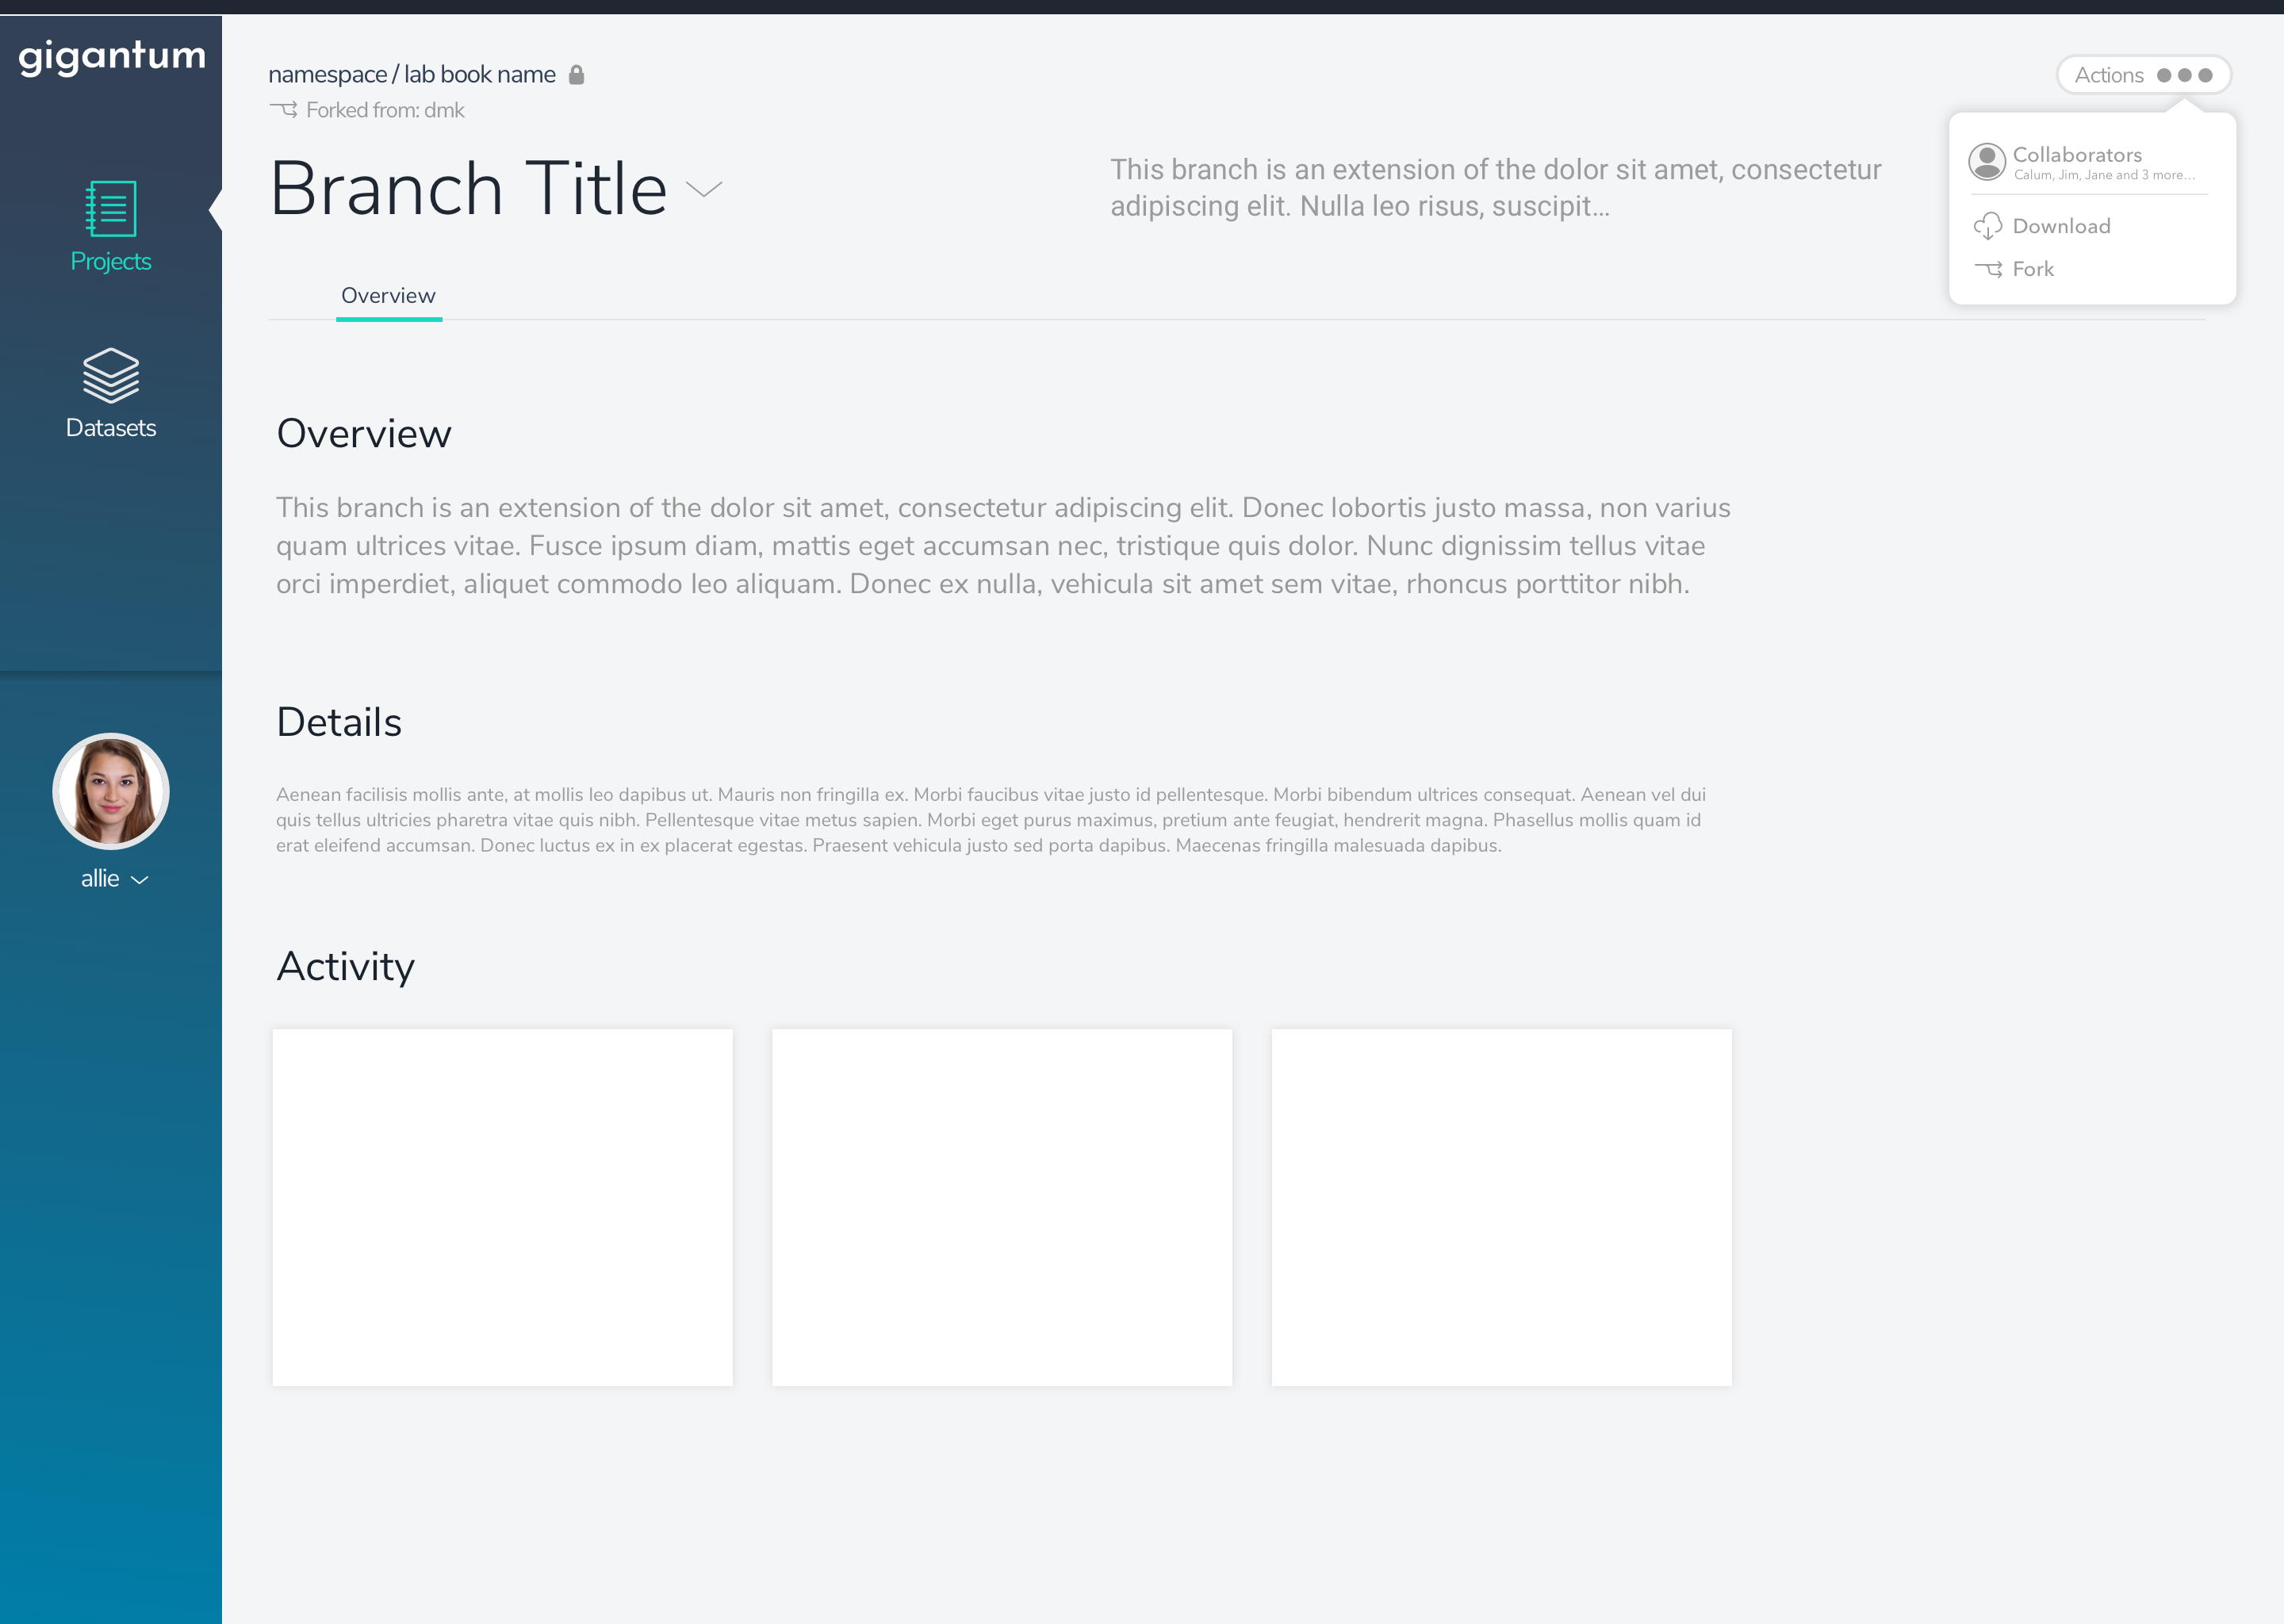 gigantum
Projects
Datasets
allie
namespace / lab book name
Forked from: dmk
Branch Title
This branch is an extension of the dolor sit amet, consectetur
adipiscing elit. Nulla leo risus, suscipit...
Actions
Collaborators
Calum, Jim, Jane and 3 more...
Download
Fork
Overview
Overview
This branch is an extension of the dolor sit amet, consectetur adipiscing elit. Donec lobortis justo massa, non varius
quam ultrices vitae. Fusce ipsum diam, mattis eget accumsan nec, tristique quis dolor. Nunc dignissim tellus vitae
orci imperdiet, aliquet commodo leo aliquam. Donec ex nulla, vehicula sit amet sem vitae, rhoncus porttitor nibh.
Details
Aenean facilisis mollis ante, at mollis leo dapibus ut. Mauris non fringilla ex. Morbi faucibus vitae justo id pellentesque. Morbi bibendum ultrices consequat. Aenean vel dui
quis tellus ultricies pharetra vitae quis nibh. Pellentesque vitae metus sapien. Morbi eget purus maximus, pretium ante feugiat, hendrerit magna. Phasellus mollis quam id
erat eleifend accumsan. Donec luctus ex in ex placerat egestas. Praesent vehicula justo sed porta dapibus. Maecenas fringilla malesuada dapibus.
Activity